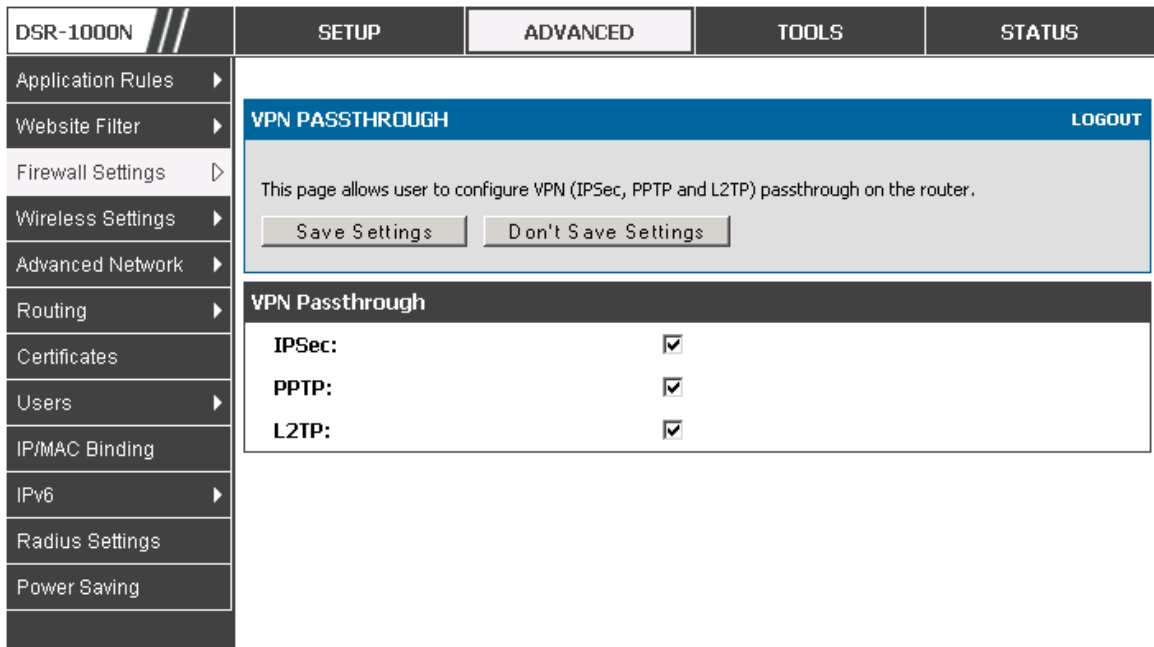 DSR-1000N
SETUP
ADVANCED
TOOLS
STATUS
Application Rules
Website Filter
Firewall Settings
Wireless Settings
Advanced Network
Routing
Certificates
Users
IP/MAC Binding
IPv6
Radius Settings
Power Saving
VPN PASSTHROUGH
LOGOUT
This page allows user to configure VPN (IPSec, PPTP and L2TP) passthrough on the router.
Save Settings
Don't Save Settings
VPN Passthrough
IPSec:
PPTP:
L2TP: